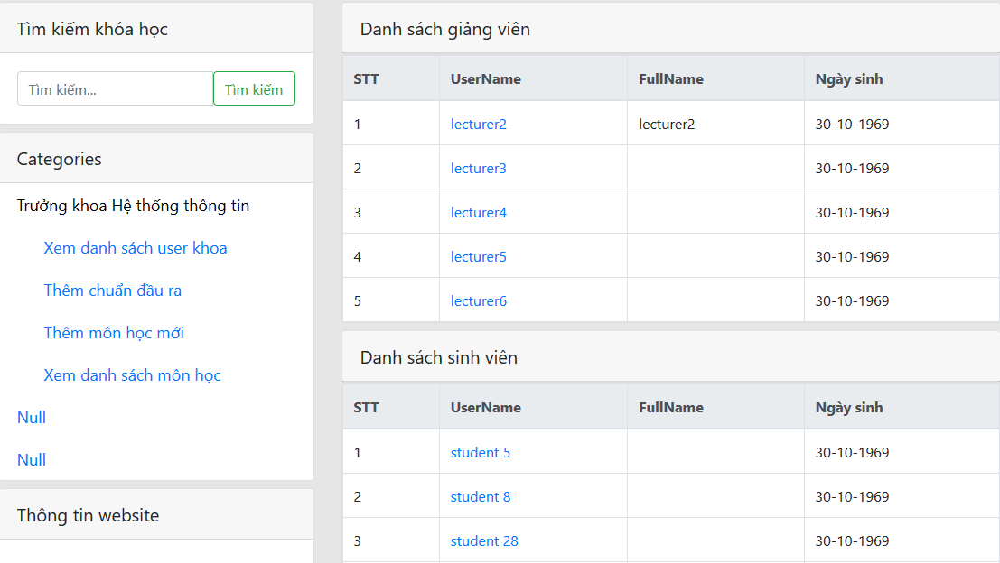 Tìm kiếm khóa học
Tìm kiếm...
Tìm kiếm
Categories
Trưởng khoa Hệ thống thông tin
Xem danh sách user khoa
Thêm chuẩn đầu ra
Thêm môn học mới
Xem danh sách môn học
Null
Null
Thông tin website
Danh sách giảng viên
STT UserName FullName Ngày sinh
1 lecturer2 lecturer2 30-10-1969
2 lecturer3 30-10-1969
3 lecturer4 30-10-1969
4 lecturer5 30-10-1969
5 lecturer6 30-10-1969
Danh sách sinh viên
STT UserName FullName Ngày sinh
1 student 5 30-10-1969
2 student 8 30-10-1969
3 student 28 30-10-1969